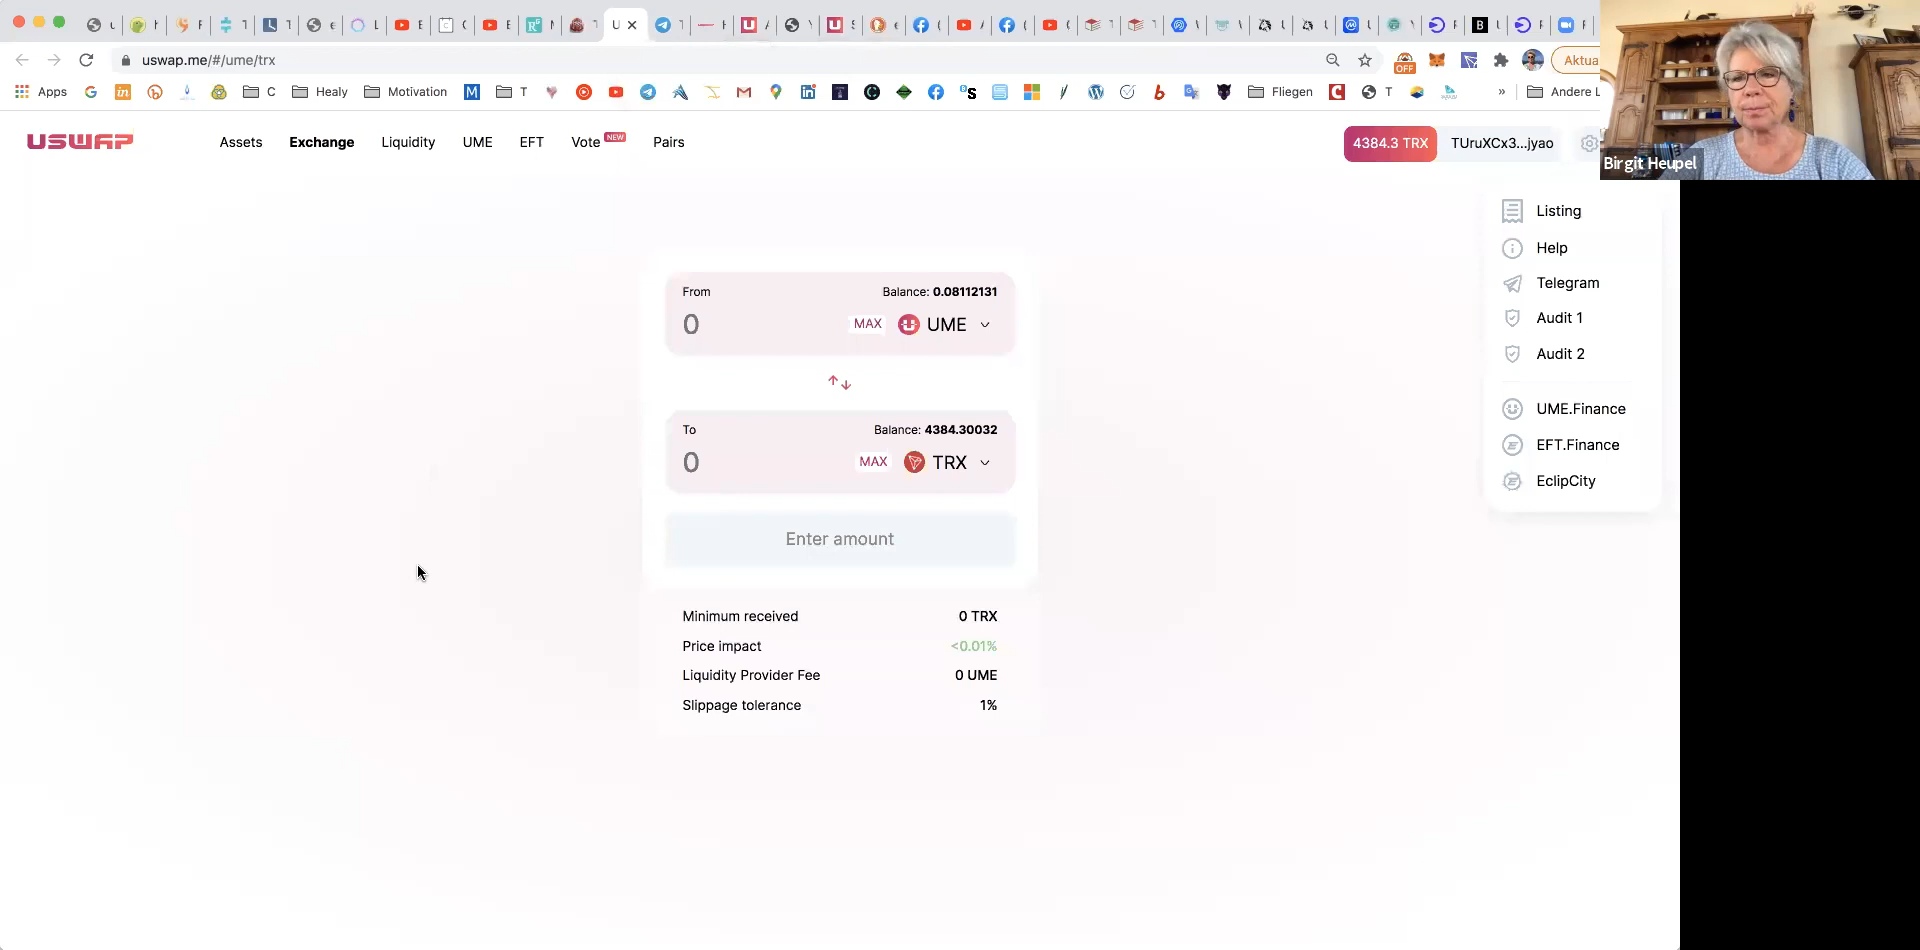 uswap.me/#/ume/trx
OFF
Aktua
Apps
C
Healy
Motivation
T
Fliegen
T
»
Andere L
USWAP
Assets
Exchange
Liquidity
UME
EFT
Vote NEW
Pairs
4384.3 TRX
TUruXCx3...jyao
Birgit Heupel
Listing
Help
Telegram
Audit 1
Audit 2
UME.Finance
EFT.Finance
EclipCity
From
Balance: 0.08112131
0
MAX
UME
To
Balance: 4384.30032
0
MAX
TRX
Enter amount
Minimum received
0 TRX
Price impact
<0.01%
Liquidity Provider Fee
0 UME
Slippage tolerance
1%